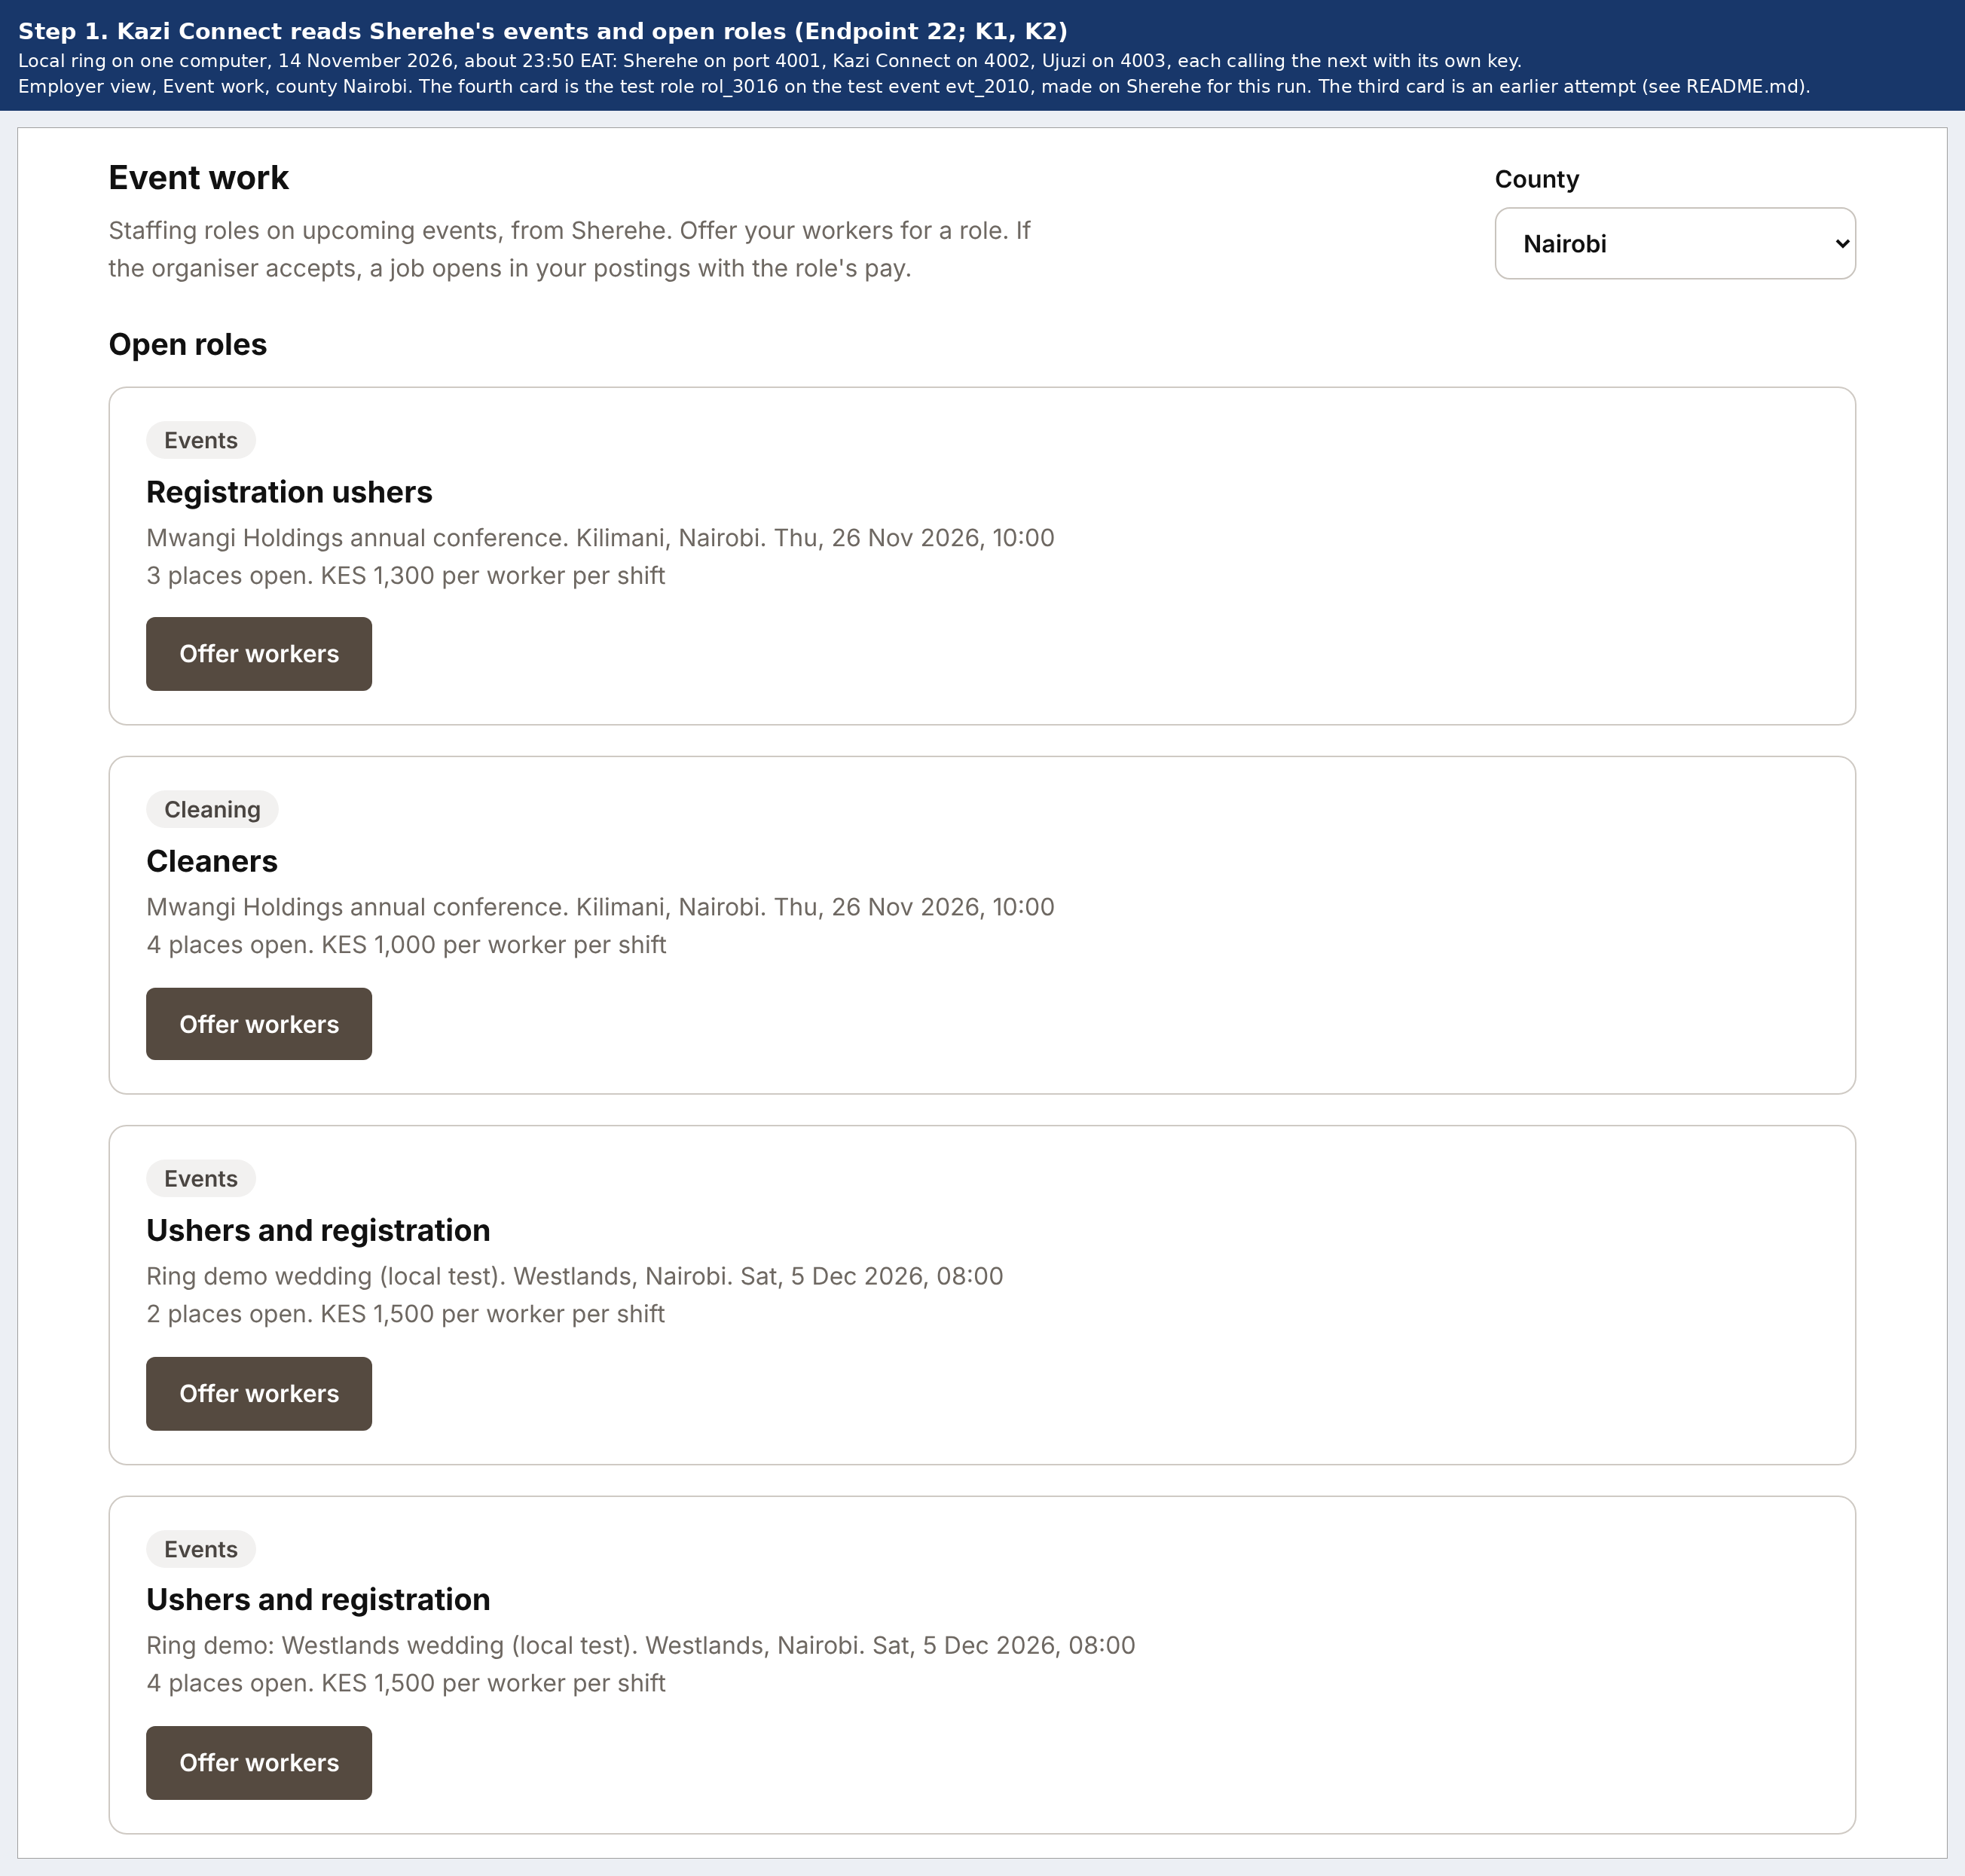 Step 1. Kazi Connect reads Sherehe's events and open roles (Endpoint 22; K1, K2)
Local ring on one computer, 14 November 2026, about 23:50 EAT: Sherehe on port 4001, Kazi Connect on 4002, Ujuzi on 4003, each calling the next with its own key.
Employer view, Event work, county Nairobi. The fourth card is the test role rol_3016 on the test event evt_2010, made on Sherehe for this run. The third card is an earlier attempt (see README.md).
Event work
Staffing roles on upcoming events, from Sherehe. Offer your workers for a role. If
the organiser accepts, a job opens in your postings with the role's pay.
County
Nairobi
Open roles
Events
Registration ushers
Mwangi Holdings annual conference. Kilimani, Nairobi. Thu, 26 Nov 2026, 10:00
3 places open. KES 1,300 per worker per shift
Offer workers
Cleaning
Cleaners
Mwangi Holdings annual conference. Kilimani, Nairobi. Thu, 26 Nov 2026, 10:00
4 places open. KES 1,000 per worker per shift
Offer workers
Events
Ushers and registration
Ring demo wedding (local test). Westlands, Nairobi. Sat, 5 Dec 2026, 08:00
2 places open. KES 1,500 per worker per shift
Offer workers
Events
Ushers and registration
Ring demo: Westlands wedding (local test). Westlands, Nairobi. Sat, 5 Dec 2026, 08:00
4 places open. KES 1,500 per worker per shift
Offer workers